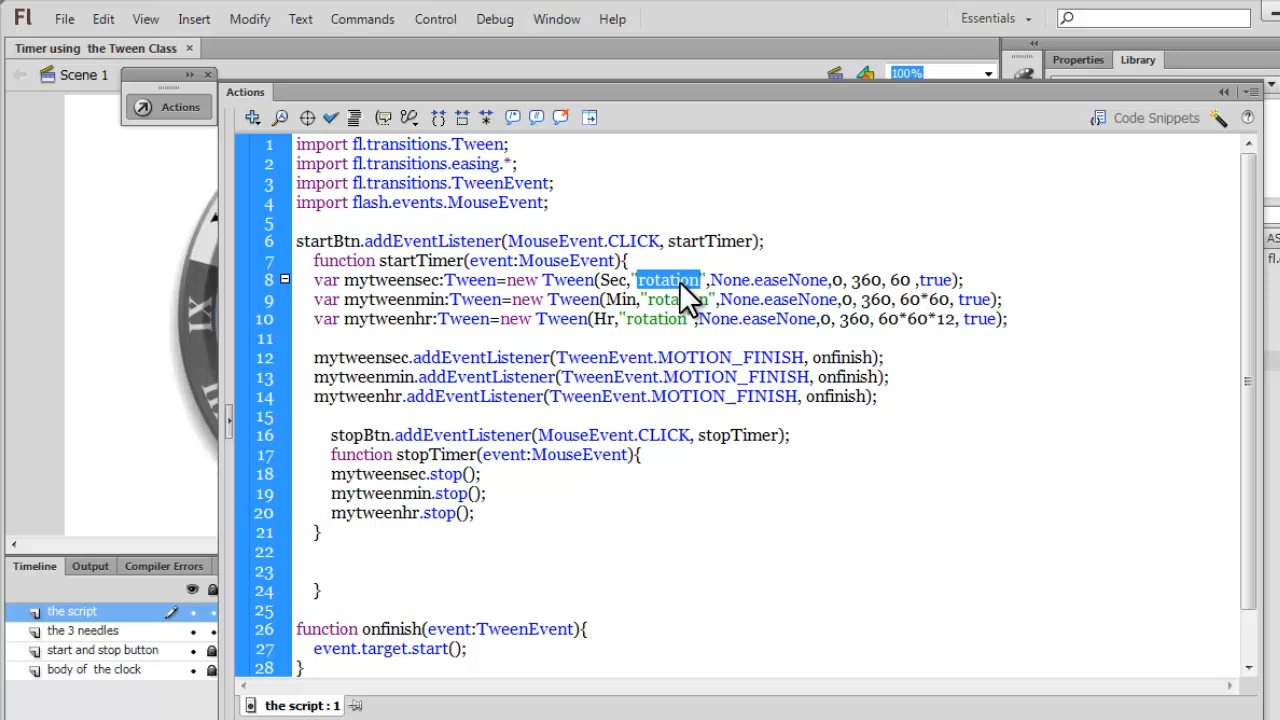 Fl File Edit View Insert Modify Text Commands Control Debug Window Help Essentials
Timer using the Tween Class ×
Scene 1
100%
Properties Library
Actions
Actions
Code Snippets
1 import fl.transitions.Tween;
2 import fl.transitions.easing.*;
3 import fl.transitions.TweenEvent;
4 import flash.events.MouseEvent;
5
6 startBtn.addEventListener(MouseEvent.CLICK, startTimer);
7 function startTimer(event:MouseEvent){
8 var mytweensec:Tween=new Tween(Sec,"rotation",None.easeNone,0, 360, 60 ,true);
9 var mytweenmin:Tween=new Tween(Min,"rotation",None.easeNone,0, 360, 60*60, true);
10 var mytweenhr:Tween=new Tween(Hr,"rotation",None.easeNone,0, 360, 60*60*12, true);
11
12 mytweensec.addEventListener(TweenEvent.MOTION_FINISH, onfinish);
13 mytweenmin.addEventListener(TweenEvent.MOTION_FINISH, onfinish);
14 mytweenhr.addEventListener(TweenEvent.MOTION_FINISH, onfinish);
15
16 stopBtn.addEventListener(MouseEvent.CLICK, stopTimer);
17 function stopTimer(event:MouseEvent){
18 mytweensec.stop();
19 mytweenmin.stop();
20 mytweenhr.stop();
21 }
22
23
24 }
25
26 function onfinish(event:TweenEvent){
27 event.target.start();
28 }
XI
AS
fl.
Timeline Output Compiler Errors
the script
the 3 needles
start and stop button
body of the clock
the script : 1